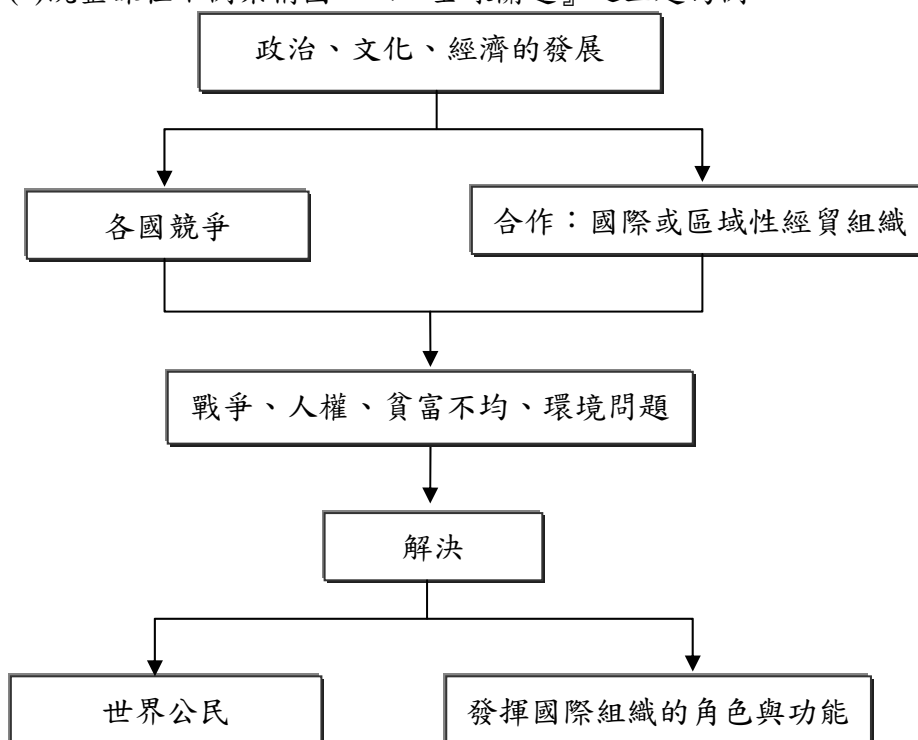 政治、文化、經濟的發展
各國競爭
合作：國際或區域性經貿組織
戰爭、人權、貧富不均、環境問題
解決
世界公民
發揮國際組織的角色與功能